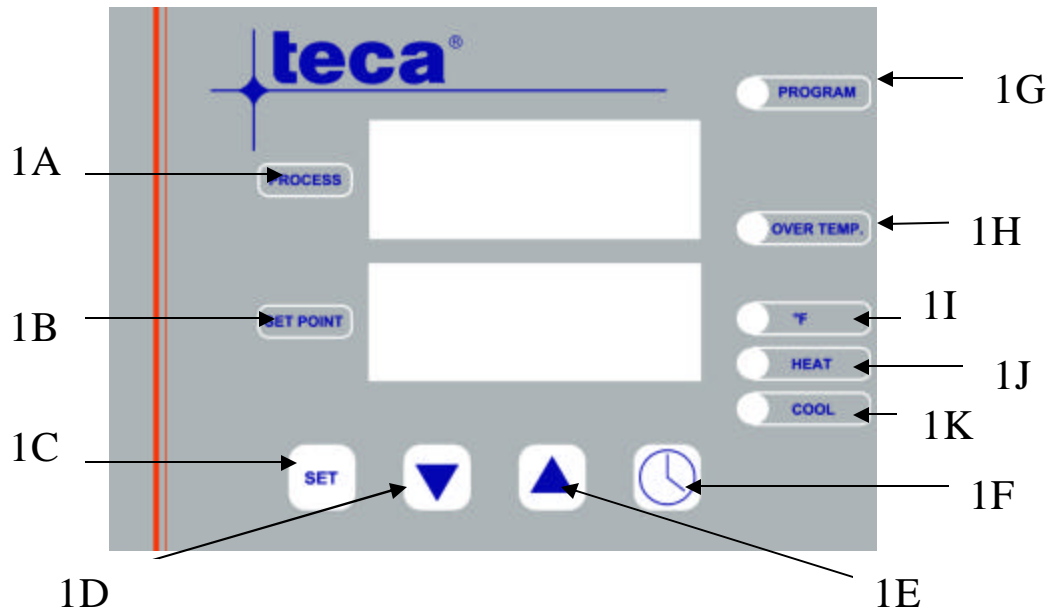 teca®
PROGRAM
1G
1A
PROCESS
OVER TEMP.
1H
1B
SET POINT
°F
1I
HEAT
1J
COOL
1K
1C
SET
1F
1D
1E